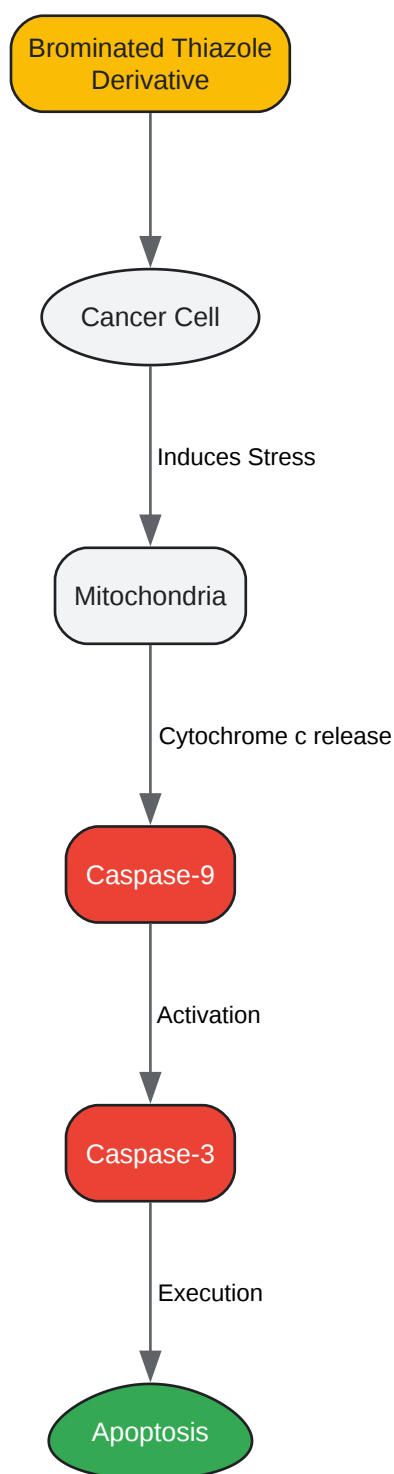 Brominated Thiazole
Derivative
Cancer Cell
Induces Stress
Mitochondria
Cytochrome c release
Caspase-9
Activation
Caspase-3
Execution
Apoptosis